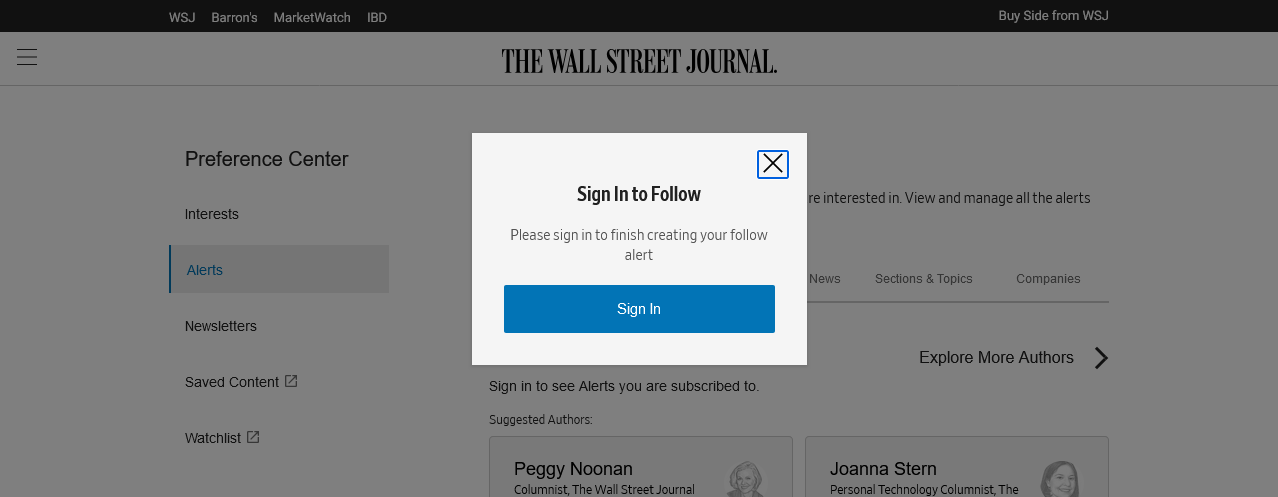 WSJ Barron's MarketWatch IBD Buy Side from WSJ
THE WALL STREET JOURNAL.
Preference Center
Interests
Alerts
Newsletters
Saved Content
Watchlist
Sign In to Follow
Please sign in to finish creating your follow
alert
Sign In
re interested in. View and manage all the alerts
News Sections & Topics Companies
Explore More Authors
Sign in to see Alerts you are subscribed to.
Suggested Authors:
Peggy Noonan
Columnist, The Wall Street Journal
Joanna Stern
Personal Technology Columnist, The